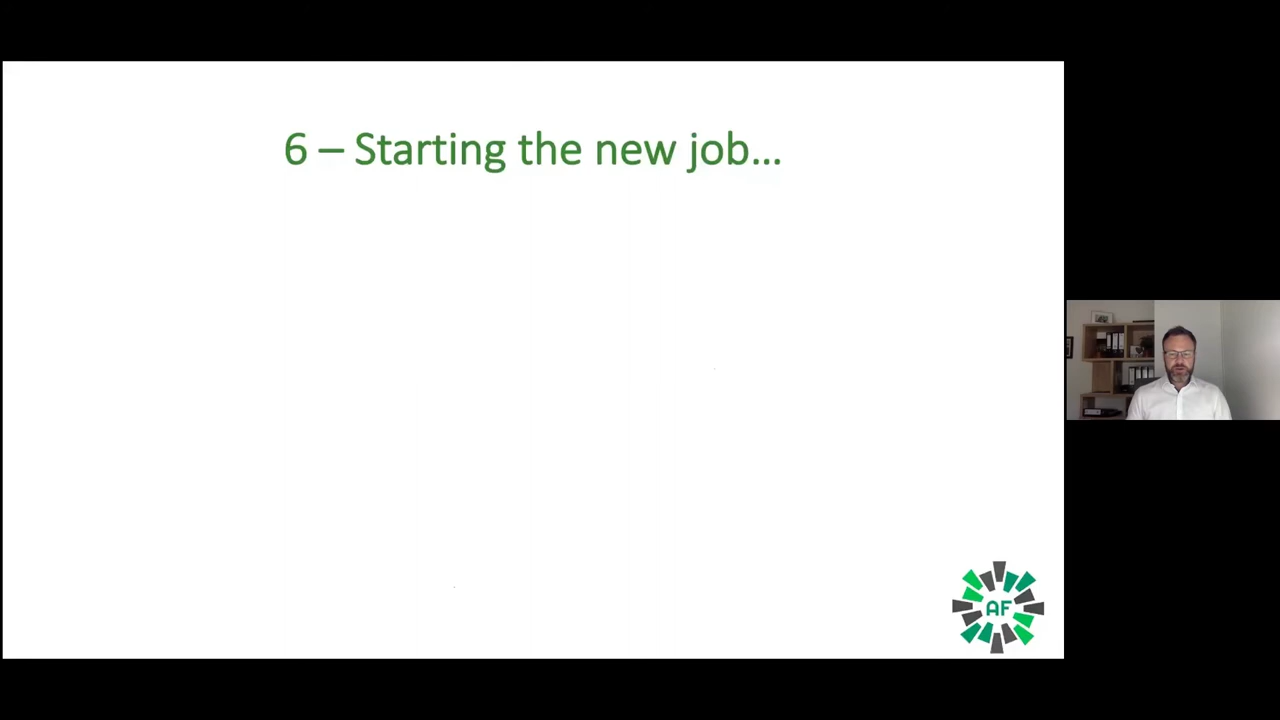 6 – Starting the new job…
AF